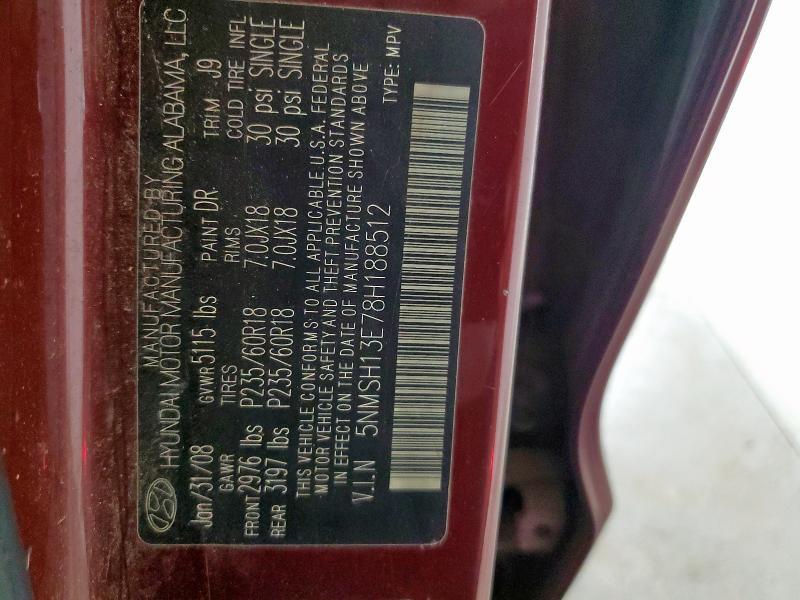 MANUFACTURED BY
HYUNDAI MOTOR MANUFACTURING ALABAMA, LLC
Jan/31/08 GVWR 5115 lbs PAINT DR TRIM J9
GAWR TIRES RIMS COLD TIRE INFL
FRONT 2976 lbs P235/60R18 7.0JX18 30 psi SINGLE
REAR 3197 lbs P235/60R18 7.0JX18 30 psi SINGLE
THIS VEHICLE CONFORMS TO ALL APPLICABLE U.S.A. FEDERAL
MOTOR VEHICLE SAFETY AND THEFT PREVENTION STANDARDS
IN EFFECT ON THE DATE OF MANUFACTURE SHOWN ABOVE
V.I.N 5NMSH13E78H188512 TYPE: MPV